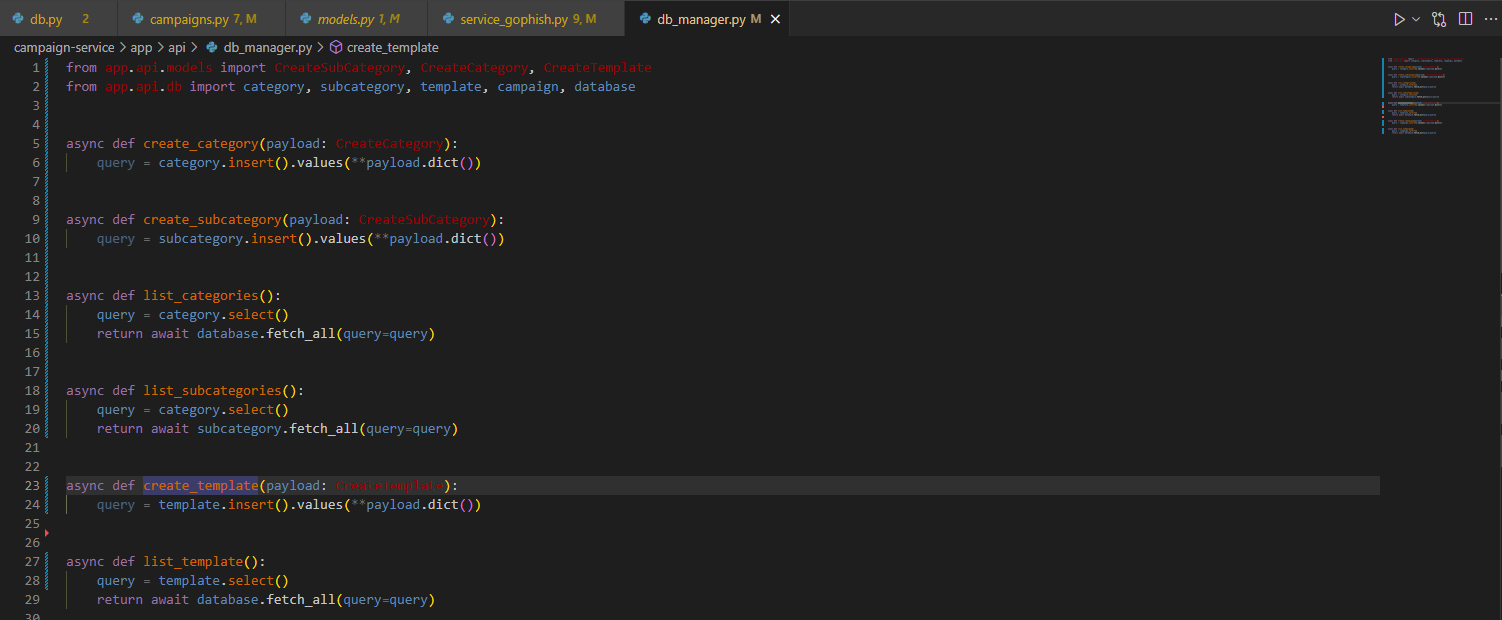 db.py 2 campaigns.py 7, M models.py 1, M service_gophish.py 9, M db_manager.py M
campaign-service > app > api > db_manager.py > create_template
1 from app.api.models import CreateSubCategory, CreateCategory, CreateTemplate
2 from app.api.db import category, subcategory, template, campaign, database
3
4
5 async def create_category(payload: CreateCategory):
6 query = category.insert().values(**payload.dict())
7
8
9 async def create_subcategory(payload: CreateSubCategory):
10 query = subcategory.insert().values(**payload.dict())
11
12
13 async def list_categories():
14 query = category.select()
15 return await database.fetch_all(query=query)
16
17
18 async def list_subcategories():
19 query = category.select()
20 return await subcategory.fetch_all(query=query)
21
22
23 async def create_template(payload: CreateTemplate):
24 query = template.insert().values(**payload.dict())
25
26
27 async def list_template():
28 query = template.select()
29 return await database.fetch_all(query=query)
30